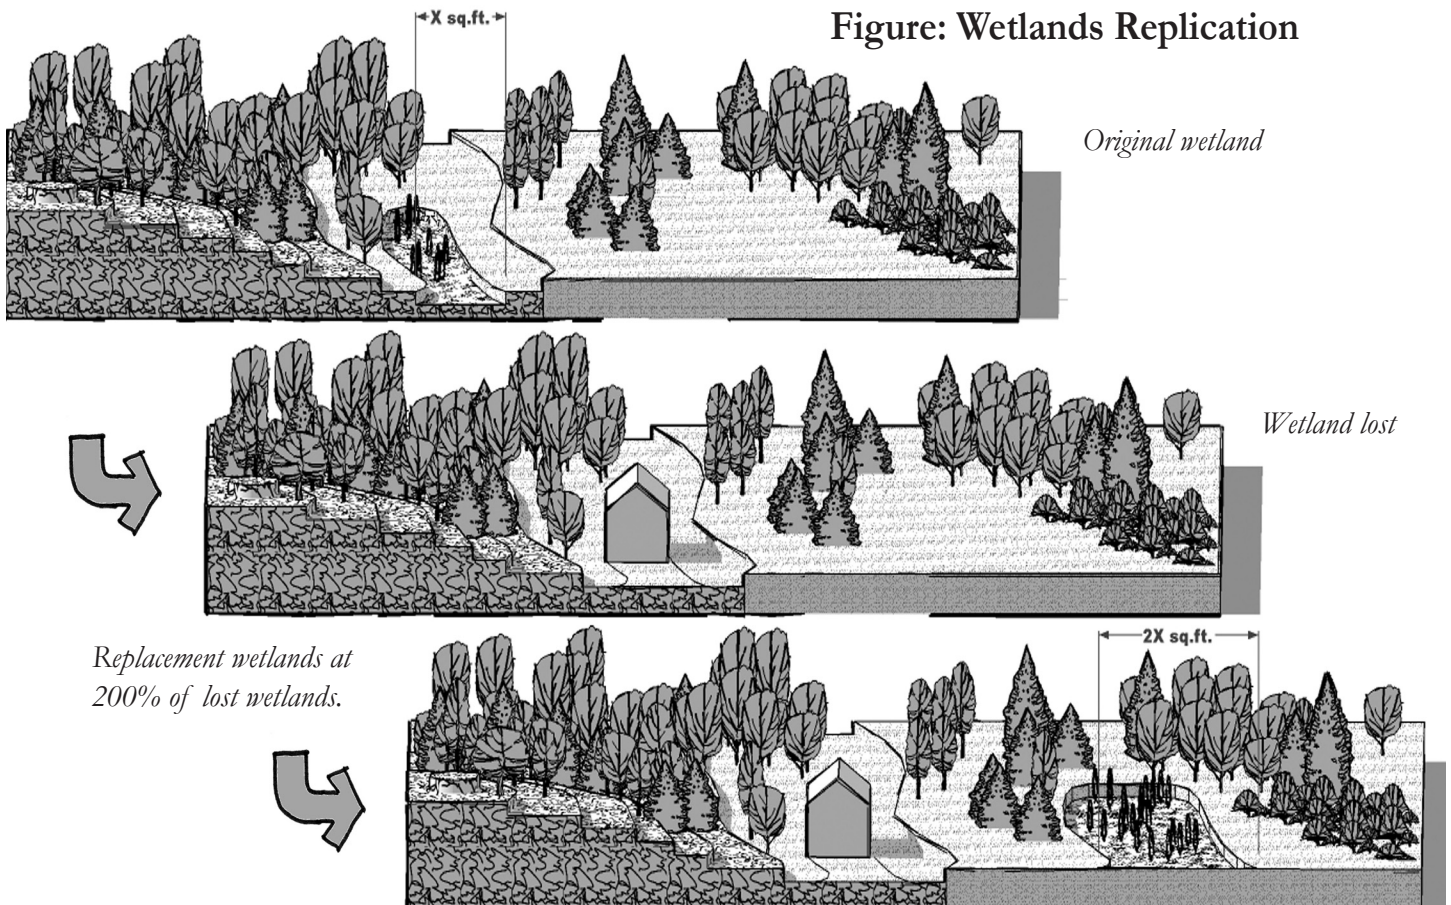 X sq.ft.
Figure: Wetlands Replication
Original wetland
Wetland lost
2X sq.ft.
Replacement wetlands at
200% of lost wetlands.